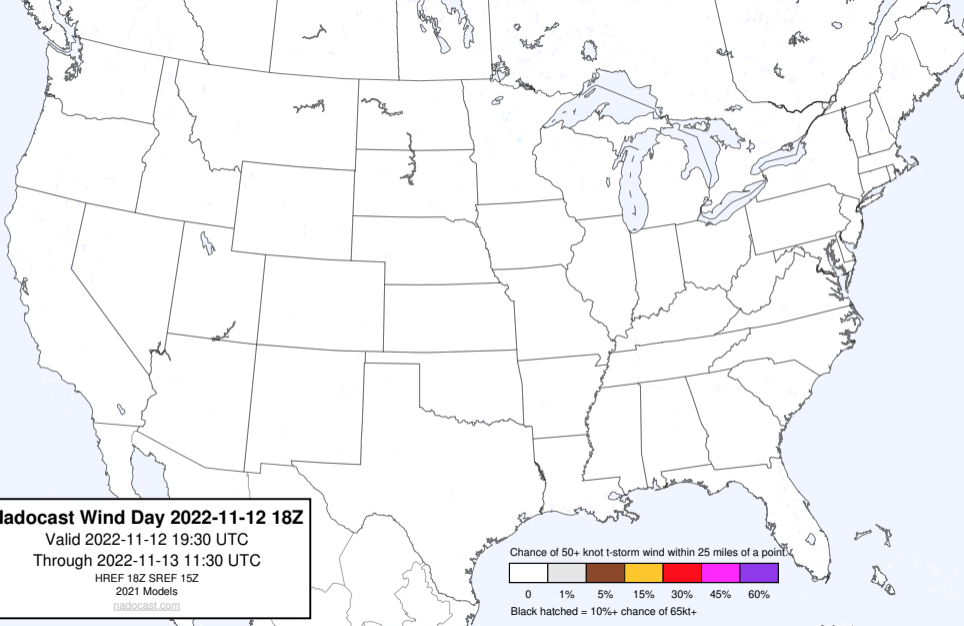 adocast Wind Day 2022-11-12 18Z
Valid 2022-11-12 19:30 UTC
Through 2022-11-13 11:30 UTC
HREF 18Z SREF 15Z
2021 Models
nadocast.com
Chance of 50+ knot t-storm wind within 25 miles of a point.
0 1% 5% 15% 30% 45% 60%
Black hatched = 10%+ chance of 65kt+